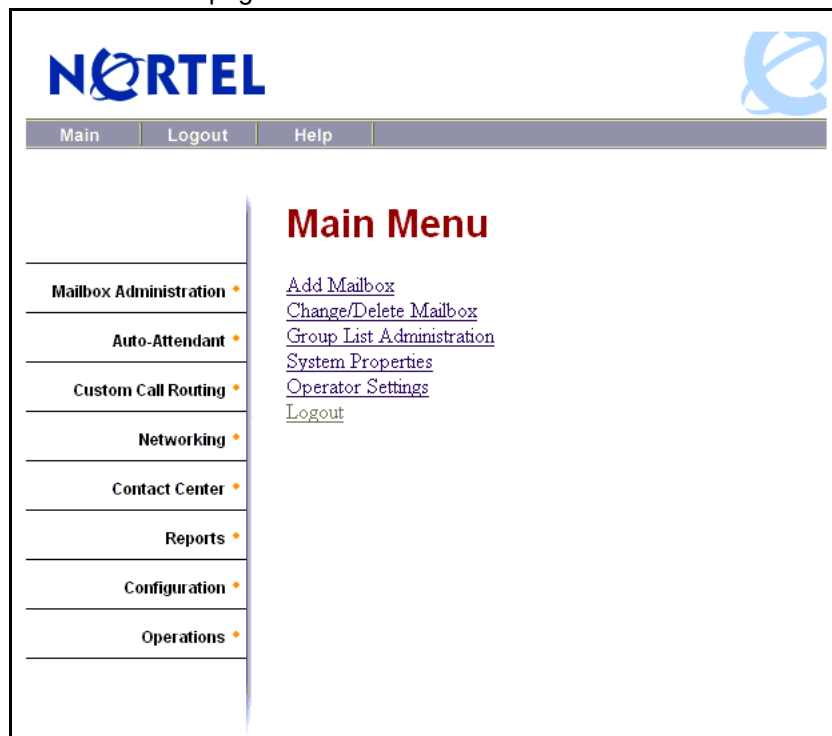 NORTEL
Main Logout Help
Main Menu
Mailbox Administration
Auto-Attendant
Custom Call Routing
Networking
Contact Center
Reports
Configuration
Operations
Add Mailbox
Change/Delete Mailbox
Group List Administration
System Properties
Operator Settings
Logout